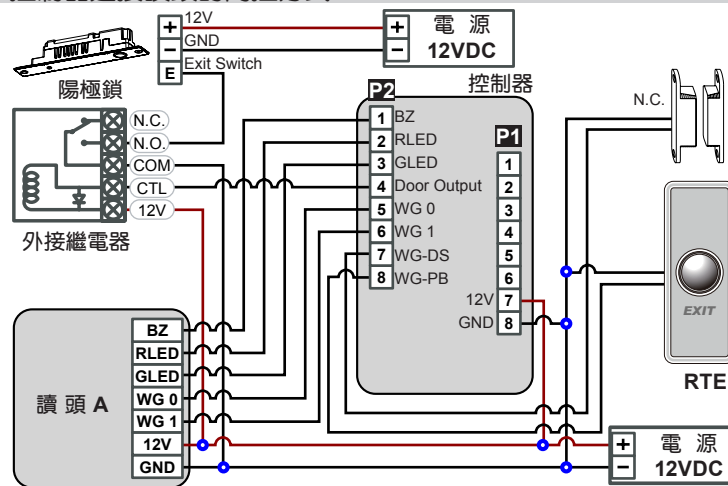 12V
GND
Exit Switch
+
−
E
陽極鎖
+
−
電 源
12VDC
N.C.
N.O.
COM
CTL
12V
外接繼電器
P2
控制器
1 BZ
2 RLED
3 GLED
4 Door Output
5 WG 0
6 WG 1
7 WG-DS
8 WG-PB
P1
1
2
3
4
5
6
12V 7
GND 8
N.C.
EXIT
RTE
讀 頭 A
BZ
RLED
GLED
WG 0
WG 1
12V
GND
+
−
電 源
12VDC